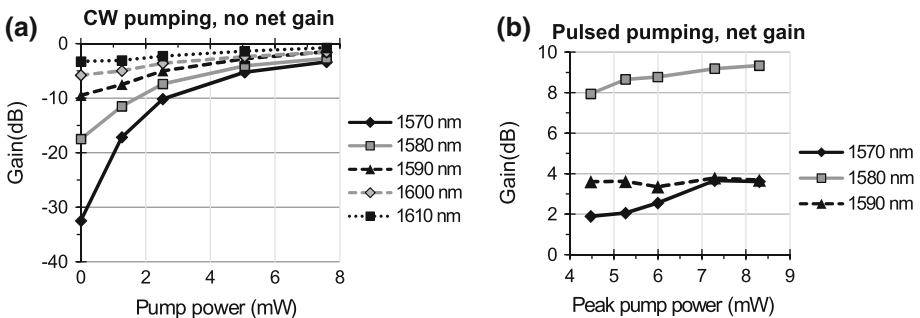 (a)
CW pumping, no net gain
0
-10
-20
-30
-40
Gain(dB)
0 2 4 6 8
Pump power (mW)
1570 nm
1580 nm
1590 nm
1600 nm
1610 nm
(b)
Pulsed pumping, net gain
10
8
6
4
2
0
Gain(dB)
4 5 6 7 8 9
Peak pump power (mW)
1570 nm
1580 nm
1590 nm